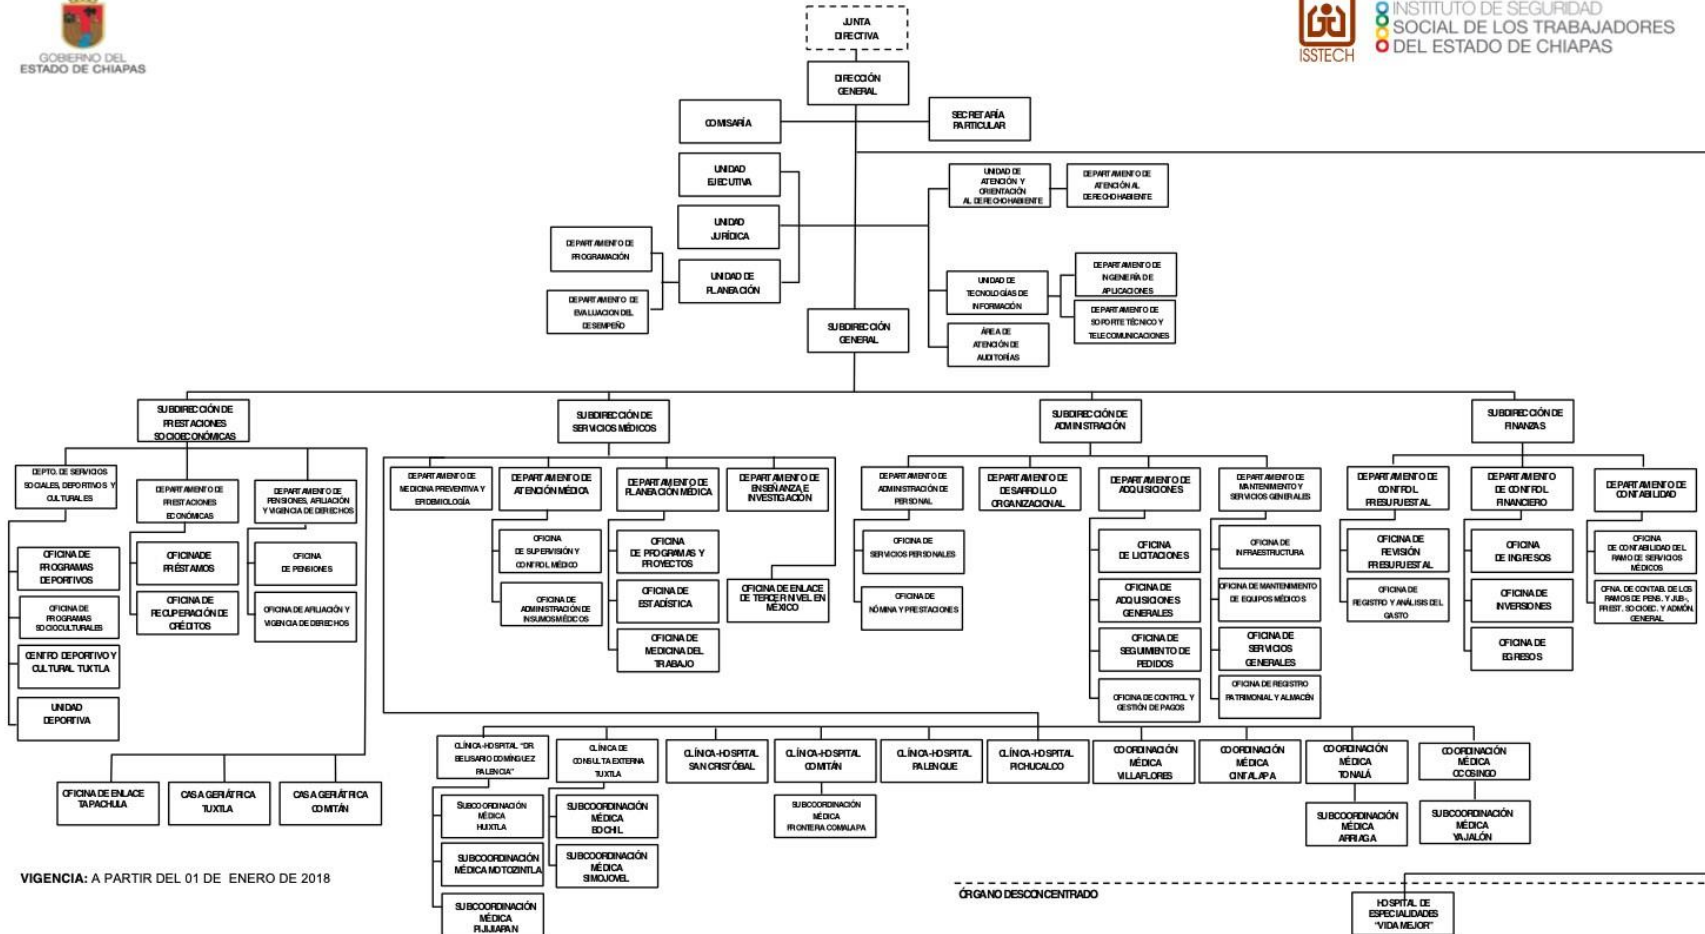 GOBIERNO DEL
ESTADO DE CHIAPAS
ISSTECH
INSTITUTO DE SEGURIDAD
SOCIAL DE LOS TRABAJADORES
DEL ESTADO DE CHIAPAS
JUNTA
DIRECTIVA
DIRECCIÓN
GENERAL
COMISARÍA
SECRETARÍA
PARTICULAR
UNIDAD
EJECUTIVA
UNIDAD
JURÍDICA
UNIDAD DE
PLANEACIÓN
DEPARTAMENTO DE
PROGRAMACIÓN
DEPARTAMENTO DE
EVALUACION DEL
DESEMPEÑO
UNIDAD DE
ATENCIÓN Y
ORIENTACIÓN
AL DERECHOHABIENTE
DEPARTAMENTO DE
ATENCIÓN AL
DERECHOHABIENTE
UNIDAD DE
TECNOLOGÍAS DE
INFORMACIÓN
DEPARTAMENTO DE
INGENIERÍA DE
APLICACIONES
DEPARTAMENTO DE
SOPORTE TÉCNICO Y
TELECOMUNICACIONES
ÁREA DE
ATENCIÓN DE
AUDITORÍAS
SUBDIRECCIÓN
GENERAL
SUBDIRECCIÓN DE
PRESTACIONES
SOCIOECONÓMICAS
SUBDIRECCIÓN DE
SERVICIOS MÉDICOS
SUBDIRECCIÓN DE
ADMINISTRACIÓN
SUBDIRECCIÓN DE
FINANZAS
DEPTO. DE SERVICIOS
SOCIALES, DEPORTIVOS Y
CULTURALES
DEPARTAMENTO DE
PRESTACIONES
ECONÓMICAS
DEPARTAMENTO DE
PENSIONES, AFILIACIÓN
Y VIGENCIA DE DERECHOS
OFICINA DE
PROGRAMAS
DEPORTIVOS
OFICINA DE
PROGRAMAS
SOCIOCULTURALES
CENTRO DEPORTIVO Y
CULTURAL TUXTLA
UNIDAD
DEPORTIVA
OFICINA DE
PRÉSTAMOS
OFICINA DE
RECUPERACIÓN DE
CRÉDITOS
OFICINA
DE PENSIONES
OFICINA DE AFILIACIÓN Y
VIGENCIA DE DERECHOS
OFICINA DE ENLACE
TAPACHULA
CASA GERIÁTRICA
TUXTLA
CASA GERIÁTRICA
COMITÁN
DEPARTAMENTO DE
MEDICINA PREVENTIVA Y
EPIDEMIOLOGÍA
DEPARTAMENTO DE
ATENCIÓN MÉDICA
DEPARTAMENTO DE
PLANEACIÓN MÉDICA
DEPARTAMENTO DE
ENSEÑANZA E
INVESTIGACIÓN
OFICINA
DE SUPERVISIÓN Y
CONTROL MÉDICO
OFICINA DE
ADMINISTRACIÓN DE
INSUMOS MÉDICOS
OFICINA
DE PROGRAMAS Y
PROYECTOS
OFICINA DE
ESTADÍSTICA
OFICINA DE
MEDICINA DEL
TRABAJO
OFICINA DE ENLACE
DE TERCER NIVEL EN
MÉXICO
DEPARTAMENTO DE
ADMINISTRACIÓN DE
PERSONAL
DEPARTAMENTO DE
DESARROLLO
ORGANIZACIONAL
DEPARTAMENTO DE
ADQUISICIONES
DEPARTAMENTO DE
MANTENIMIENTO Y
SERVICIOS GENERALES
OFICINA DE
SERVICIOS PERSONALES
OFICINA DE
NÓMINA Y PRESTACIONES
OFICINA
DE LICITACIONES
OFICINA DE
ADQUISICIONES
GENERALES
OFICINA DE
SEGUIMIENTO DE
PEDIDOS
OFICINA DE CONTROL Y
GESTIÓN DE PAGOS
OFICINA DE
INFRAESTRUCTURA
OFICINA DE MANTENIMIENTO
DE EQUIPOS MÉDICOS
OFICINA DE
SERVICIOS
GENERALES
OFICINA DE REGISTRO
PATRIMONIAL Y ALMACÉN
DEPARTAMENTO DE
CONTROL
PRESUPUESTAL
DEPARTAMENTO
DE CONTROL
FINANCIERO
DEPARTAMENTO DE
CONTABILIDAD
OFICINA DE
REVISIÓN
PRESUPUESTAL
OFICINA DE
REGISTRO Y ANÁLISIS DEL
GASTO
OFICINA
DE INGRESOS
OFICINA DE
INVERSIONES
OFICINA DE
EGRESOS
OFICINA
DE CONTABILIDAD DEL
RAMO DE SERVICIOS
MÉDICOS
OFNA. DE CONTAB. DE LOS
RAMOS DE PENS. Y JUB-,
PREST. SOCIOEC. Y ADMÓN.
GENERAL
CLÍNICA-HOSPITAL "DR.
BELISARIO DOMÍNGUEZ
PALENCIA"
CLÍNICA DE
CONSULTA EXTERNA
TUXTLA
CLÍNICA-HOSPITAL
SAN CRISTÓBAL
CLÍNICA-HOSPITAL
COMITÁN
CLÍNICA-HOSPITAL
PALENQUE
CLÍNICA-HOSPITAL
PICHUCALCO
COORDINACIÓN
MÉDICA
VILLAFLORES
COORDINACIÓN
MÉDICA
CINTALAPA
COORDINACIÓN
MÉDICA
TONALÁ
COORDINACIÓN
MÉDICA
OCOSINGO
SUBCOORDINACIÓN
MÉDICA
HUIXTLA
SUBCOORDINACIÓN
MÉDICA MOTOZINTLA
SUBCOORDINACIÓN
MÉDICA
PIJIJIAPAN
SUBCOORDINACIÓN
MÉDICA
BOCHIL
SUBCOORDINACIÓN
MÉDICA
SIMOJOVEL
SUBCOORDINACIÓN
MÉDICA
FRONTERA COMALAPA
SUBCOORDINACIÓN
MÉDICA
ARRIAGA
SUBCOORDINACIÓN
MÉDICA
YAJALÓN
VIGENCIA: A PARTIR DEL 01 DE ENERO DE 2018
ÓRGANO DESCONCENTRADO
HOSPITAL DE
ESPECIALIDADES
"VIDA MEJOR"